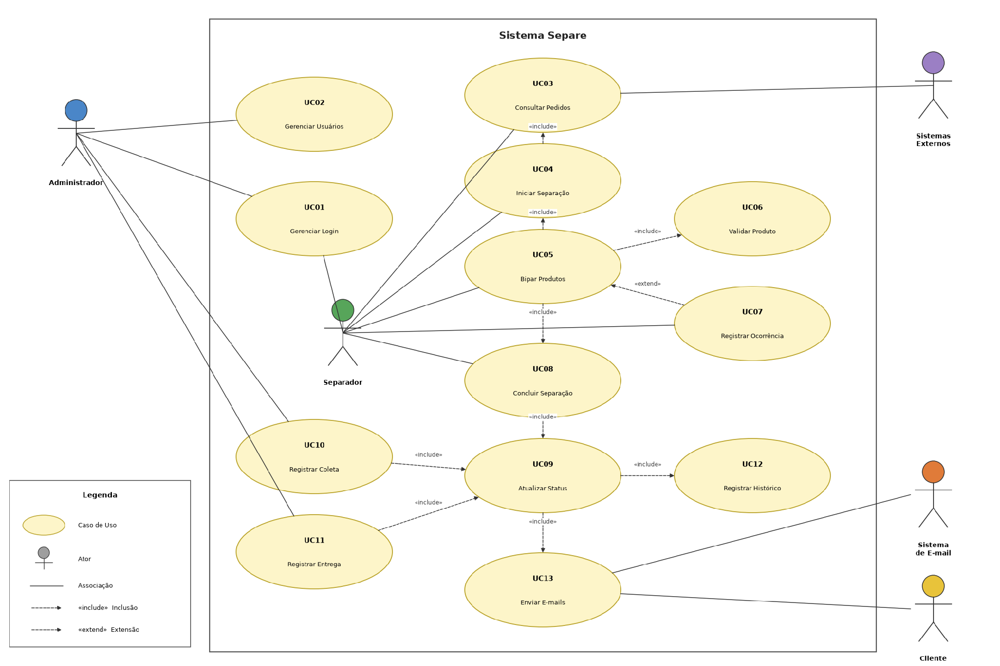 Sistema Separe
UC03
Consultar Pedidos
«include»
UC02
Gerenciar Usuários
Sistemas
Externos
Administrador
UC04
Iniciar Separação
«include»
UC01
Gerenciar Login
UC06
Validar Produto
«include»
UC05
Bipar Produtos
«extend»
«include»
UC07
Registrar Ocorrência
Separador
UC08
Concluir Separação
«include»
UC10
Registrar Coleta
«include»
UC09
Atualizar Status
«include»
UC12
Registrar Histórico
«include»
«include»
UC11
Registrar Entrega
Sistema
de E-mail
UC13
Enviar E-mails
Cliente
Legenda
Caso de Uso
Ator
Associação
«include» Inclusão
«extend» Extensão